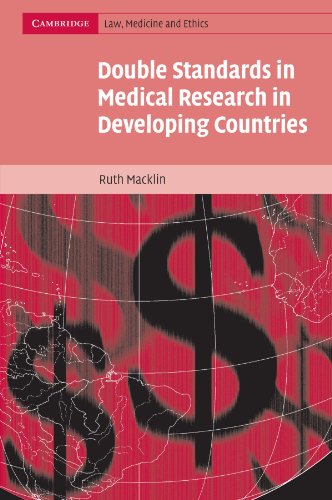 CAMBRIDGE
Law, Medicine and Ethics
Double Standards in
Medical Research in
Developing Countries
Ruth Macklin